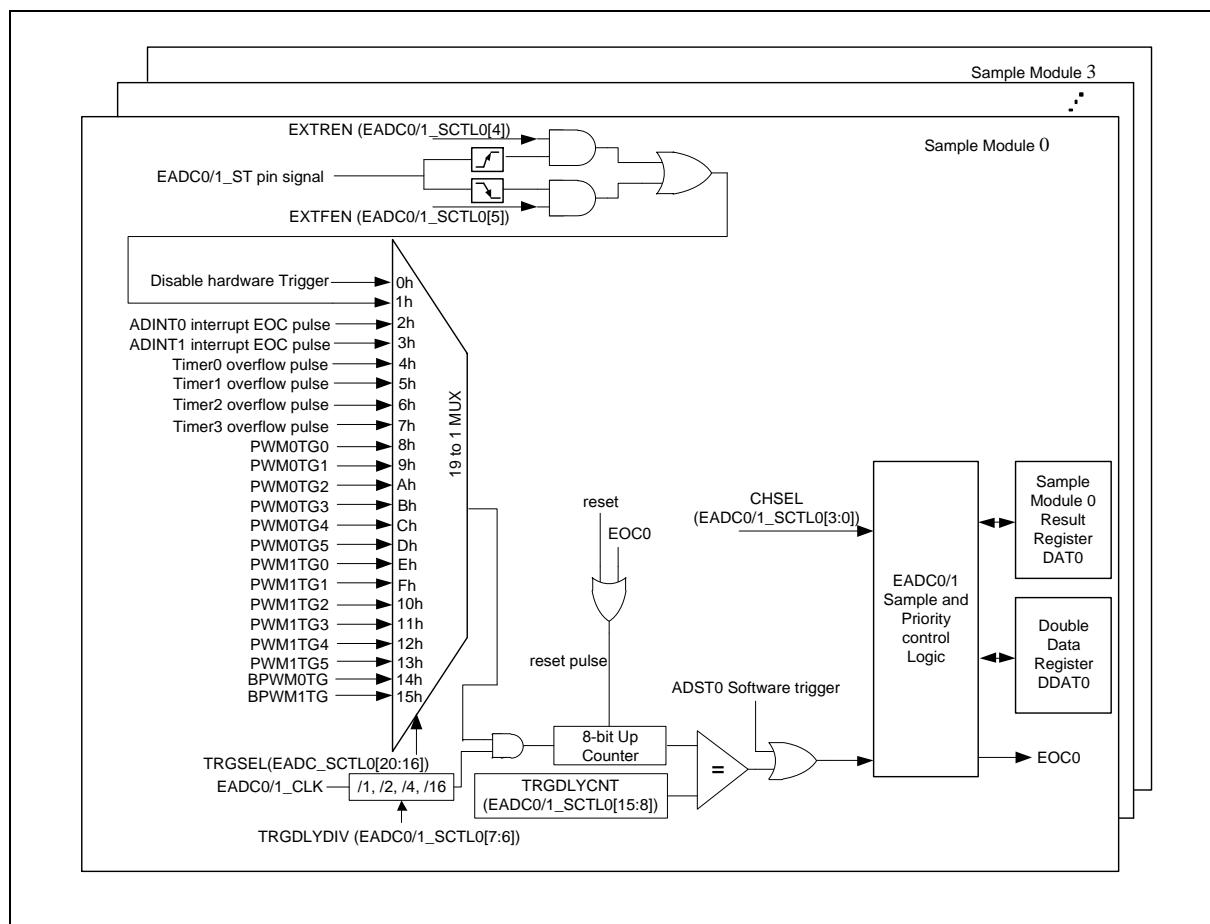 Sample Module 3
Sample Module 0
EXTREN (EADC0/1_SCTL0[4])
EADC0/1_ST pin signal
EXTFEN (EADC0/1_SCTL0[5])
Disable hardware Trigger
0h
1h
ADINT0 interrupt EOC pulse
2h
ADINT1 interrupt EOC pulse
3h
Timer0 overflow pulse
4h
Timer1 overflow pulse
5h
Timer2 overflow pulse
6h
Timer3 overflow pulse
7h
PWM0TG0
8h
PWM0TG1
9h
PWM0TG2
Ah
PWM0TG3
Bh
PWM0TG4
Ch
PWM0TG5
Dh
PWM1TG0
Eh
PWM1TG1
Fh
PWM1TG2
10h
PWM1TG3
11h
PWM1TG4
12h
PWM1TG5
13h
BPWM0TG
14h
BPWM1TG
15h
19 to 1 MUX
TRGSEL(EADC_SCTL0[20:16])
EADC0/1_CLK
/1, /2, /4, /16
TRGDLYDIV (EADC0/1_SCTL0[7:6])
reset
EOC0
reset pulse
8-bit Up
Counter
TRGDLYCNT
(EADC0/1_SCTL0[15:8])
=
ADST0 Software trigger
CHSEL
(EADC0/1_SCTL0[3:0])
EADC0/1
Sample and
Priority
control
Logic
Sample
Module 0
Result
Register
DAT0
Double
Data
Register
DDAT0
EOC0